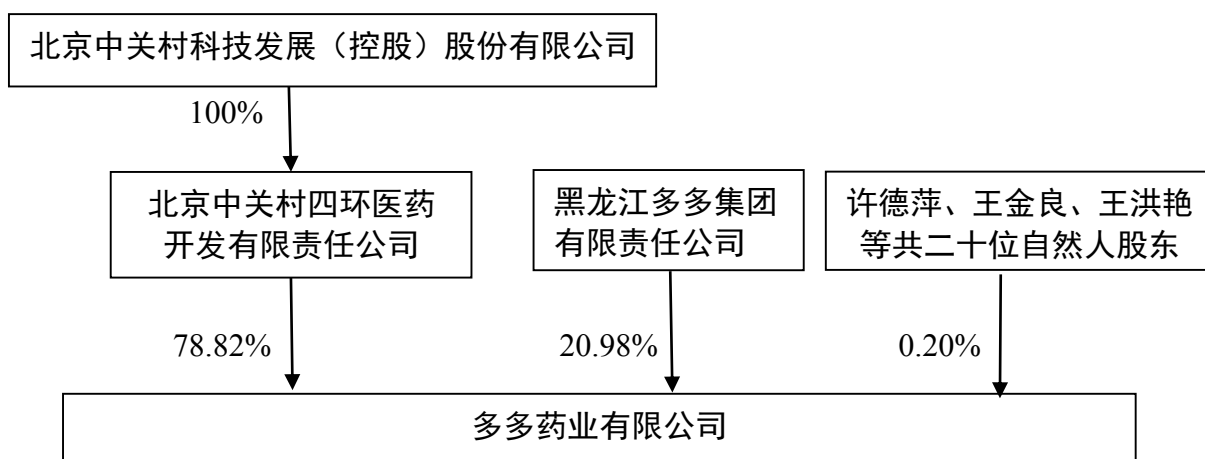 北京中关村科技发展（控股）股份有限公司
100%
北京中关村四环医药
开发有限责任公司
黑龙江多多集团
有限责任公司
许德萍、王金良、王洪艳
等共二十位自然人股东
78.82%
20.98%
0.20%
多多药业有限公司